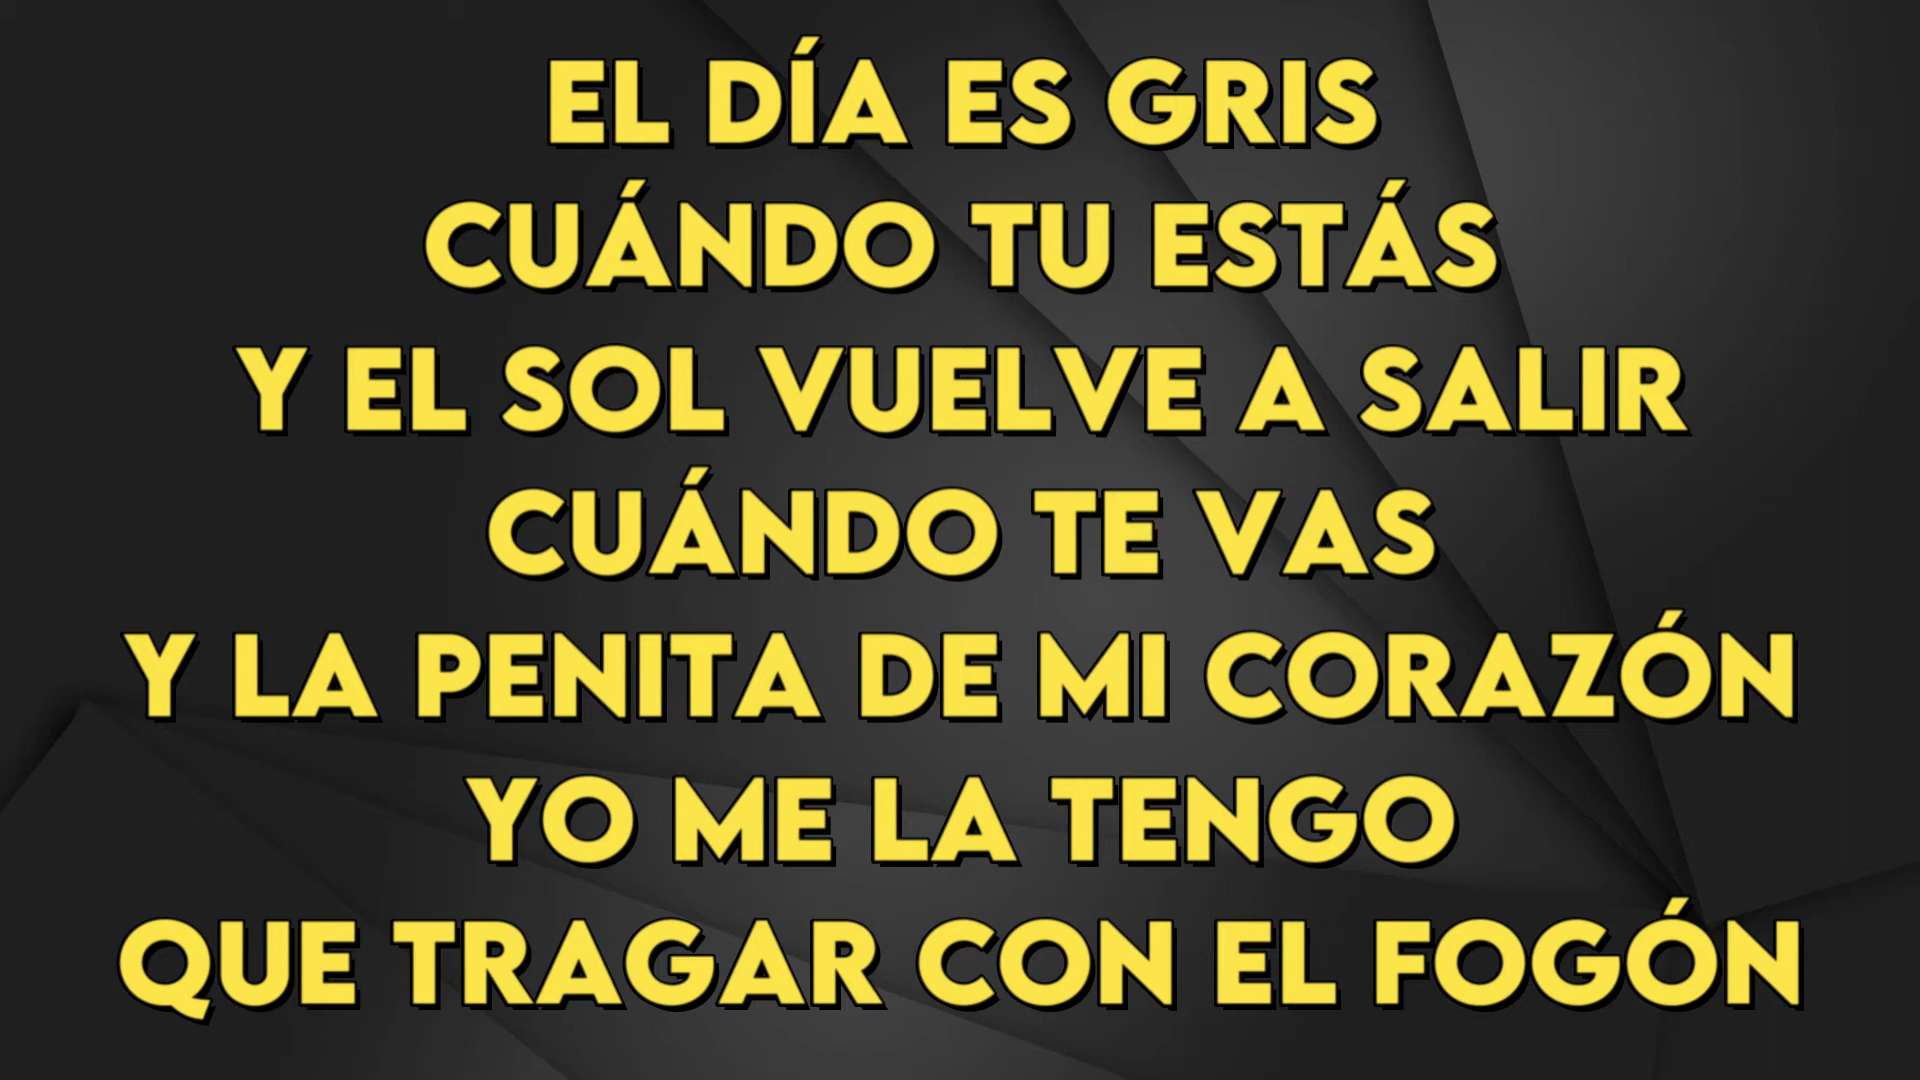 EL DÍA ES GRIS
CUÁNDO TU ESTÁS
Y EL SOL VUELVE A SALIR
CUÁNDO TE VAS
Y LA PENITA DE MI CORAZÓN
YO ME LA TENGO
QUE TRAGAR CON EL FOGÓN